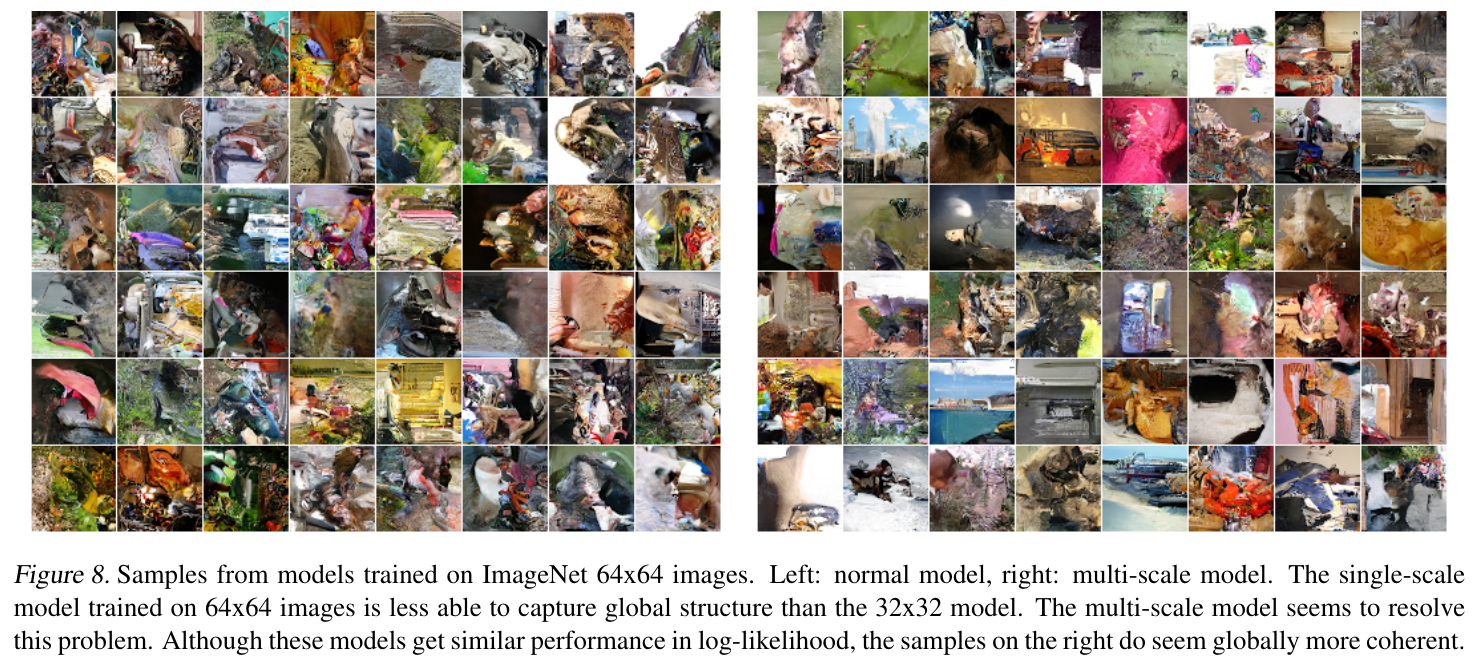 Figure 8. Samples from models trained on ImageNet 64x64 images. Left: normal model, right: multi-scale model. The single-scale
model trained on 64x64 images is less able to capture global structure than the 32x32 model. The multi-scale model seems to resolve
this problem. Although these models get similar performance in log-likelihood, the samples on the right do seem globally more coherent.